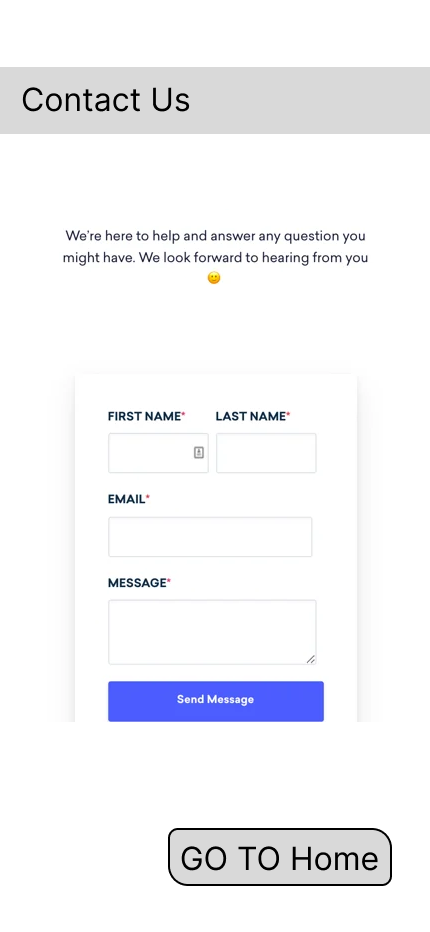 Contact Us
We’re here to help and answer any question you
might have. We look forward to hearing from you
🙂
FIRST NAME* LAST NAME*
EMAIL*
MESSAGE*
Send Message
GO TO Home